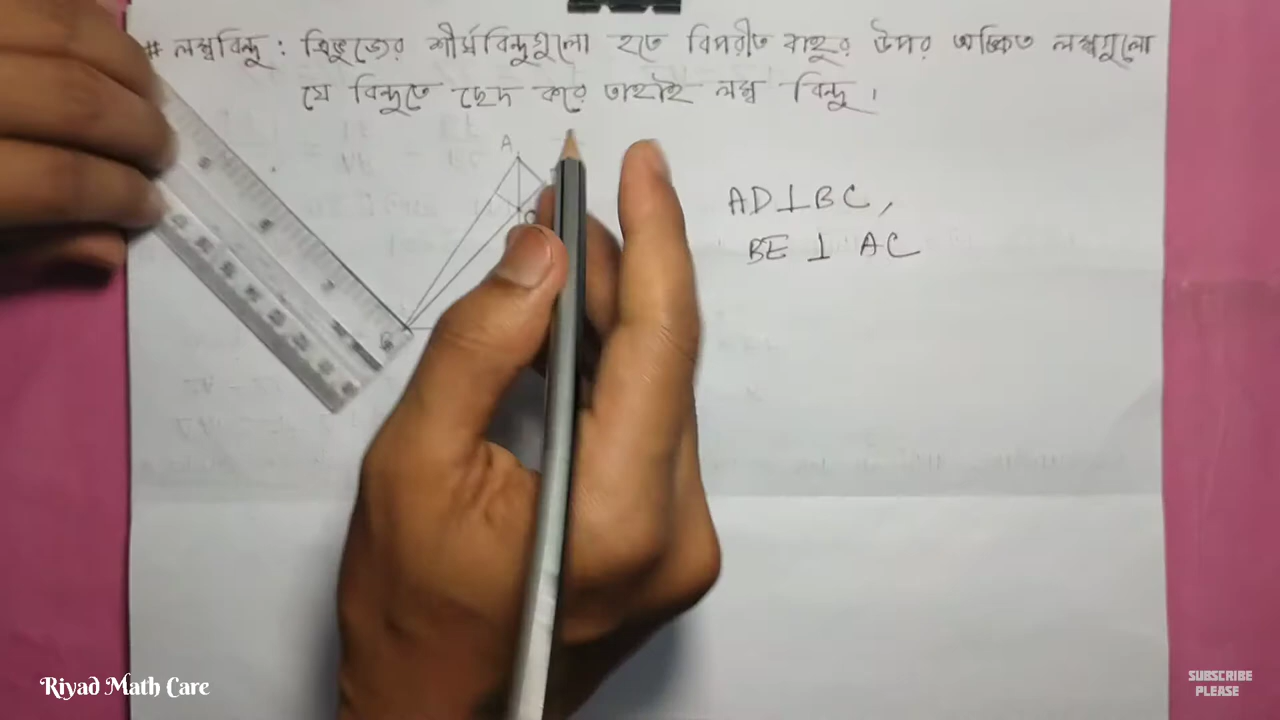 # লম্ববিন্দু : ত্রিভুজের শীর্ষবিন্দুগুলো হতে বিপরীত বাহুর উপর অঙ্কিত লম্বগুলো
যে বিন্দুতে ছেদ করে তাহাই লম্ব বিন্দু।
A
AD⊥BC,
BE ⊥ AC
B
Riyad Math Care
SUBSCRIBE
PLEASE